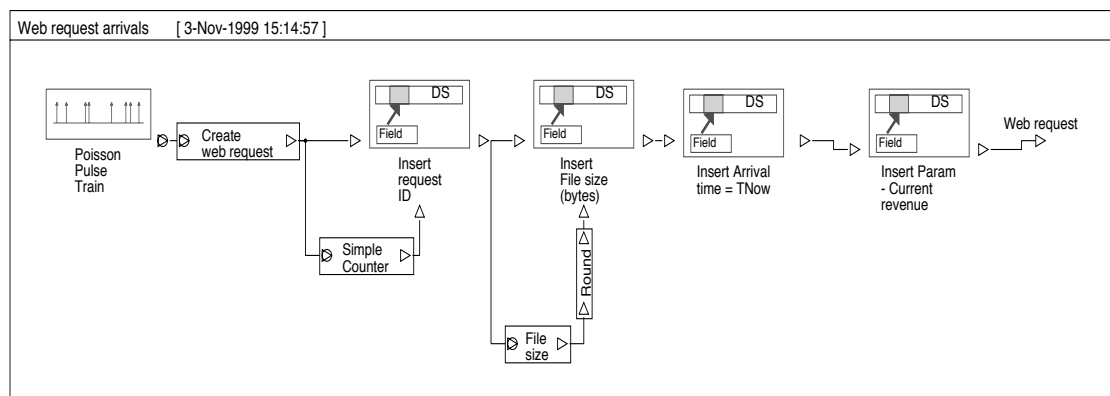 Web request arrivals [ 3-Nov-1999 15:14:57 ]
Poisson
Pulse
Train
Create
web request
DS
Field
Insert
request
ID
Simple
Counter
DS
Field
Insert
File size
(bytes)
Round
File
size
DS
Field
Insert Arrival
time = TNow
DS
Field
Insert Param
- Current
revenue
Web request